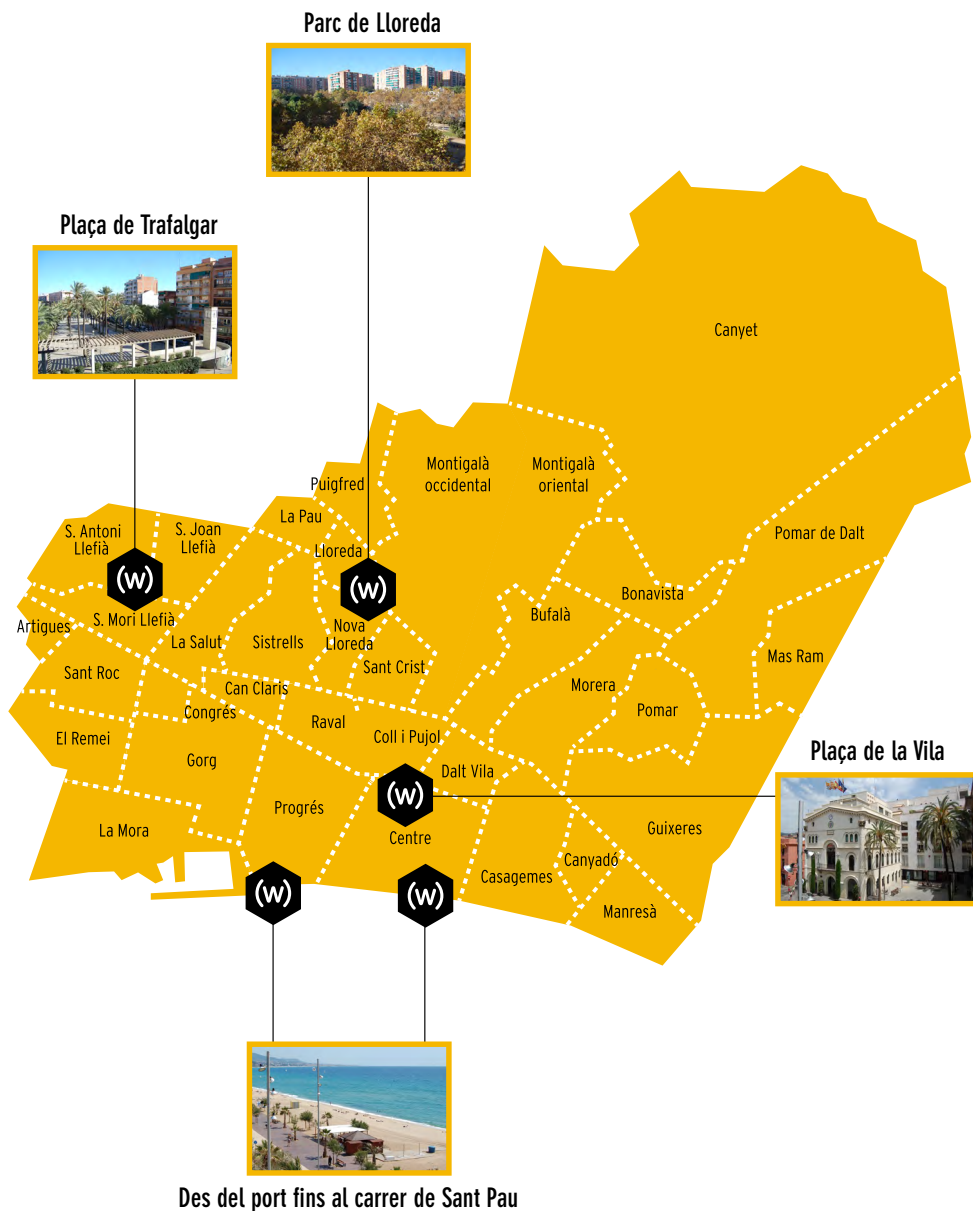 Parc de Lloreda
Plaça de Trafalgar
Canyet
Montigalà
occidental
Montigalà
oriental
Puigfred
La Pau
S. Antoni
Llefià
S. Joan
Llefià
Pomar de Dalt
Lloreda
(w)
(w)
Bonavista
Bufalà
S. Mori Llefià
Artigues
La Salut
Sistrells
Nova
Lloreda
Sant Crist
Mas Ram
Sant Roc
Can Claris
Morera
Pomar
Congrés
Raval
Coll i Pujol
El Remei
Gorg
Dalt Vila
Plaça de la Vila
(w)
Progrés
La Mora
Centre
Guixeres
Canyadó
Casagemes
(w)
(w)
Manresà
Des del port fins al carrer de Sant Pau